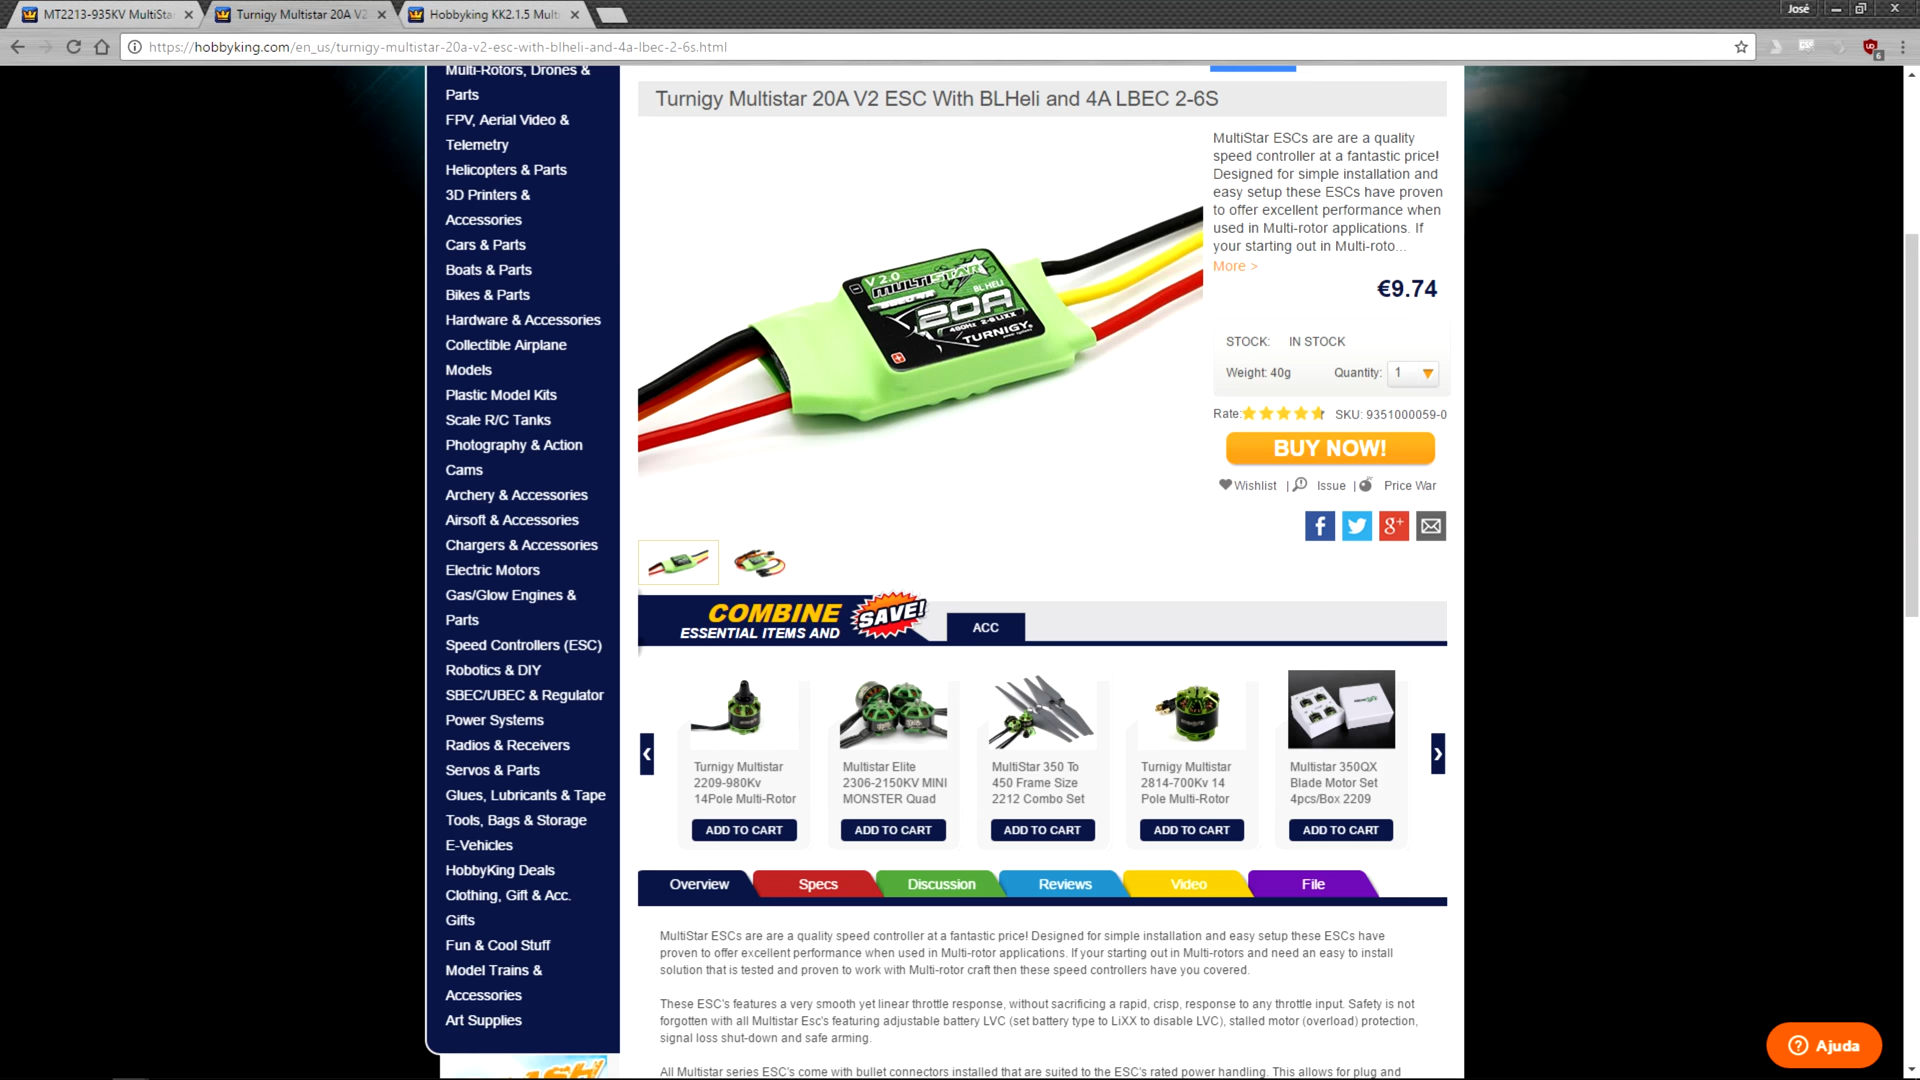 MT2213-935KV MultiSta
Turnigy Multistar 20A V2
Hobbyking KK2.1.5 Multi
José
https://hobbyking.com/en_us/turnigy-multistar-20a-v2-esc-with-blheli-and-4a-lbec-2-6s.html
6
Multi-Rotors, Drones &
Parts
FPV, Aerial Video &
Telemetry
Helicopters & Parts
3D Printers &
Accessories
Cars & Parts
Boats & Parts
Bikes & Parts
Hardware & Accessories
Collectible Airplane
Models
Plastic Model Kits
Scale R/C Tanks
Photography & Action
Cams
Archery & Accessories
Airsoft & Accessories
Chargers & Accessories
Electric Motors
Gas/Glow Engines &
Parts
Speed Controllers (ESC)
Robotics & DIY
SBEC/UBEC & Regulator
Power Systems
Radios & Receivers
Servos & Parts
Glues, Lubricants & Tape
Tools, Bags & Storage
E-Vehicles
HobbyKing Deals
Clothing, Gift & Acc.
Gifts
Fun & Cool Stuff
Model Trains &
Accessories
Art Supplies
Turnigy Multistar 20A V2 ESC With BLHeli and 4A LBEC 2-6S
V 2.0
MULTISTAR
BL HELI
20A
TURNIGY
MultiStar ESCs are are a quality
speed controller at a fantastic price!
Designed for simple installation and
easy setup these ESCs have proven
to offer excellent performance when
used in Multi-rotor applications. If
your starting out in Multi-roto...
More >
€9.74
STOCK: IN STOCK
Weight: 40g Quantity: 1
Rate: SKU: 9351000059-0
BUY NOW!
Wishlist | Issue | Price War
COMBINE
ESSENTIAL ITEMS AND
SAVE!
ACC
Turnigy Multistar
2209-980Kv
14Pole Multi-Rotor
ADD TO CART
Multistar Elite
2306-2150KV MINI
MONSTER Quad
ADD TO CART
MultiStar 350 To
450 Frame Size
2212 Combo Set
ADD TO CART
Turnigy Multistar
2814-700Kv 14
Pole Multi-Rotor
ADD TO CART
Multistar 350QX
Blade Motor Set
4pcs/Box 2209
ADD TO CART
Overview Specs Discussion Reviews Video File
MultiStar ESCs are are a quality speed controller at a fantastic price! Designed for simple installation and easy setup these ESCs have
proven to offer excellent performance when used in Multi-rotor applications. If your starting out in Multi-rotors and need an easy to install
solution that is tested and proven to work with Multi-rotor craft then these speed controllers have you covered.
These ESC's features a very smooth yet linear throttle response, without sacrificing a rapid, crisp, response to any throttle input. Safety is not
forgotten with all Multistar Esc's featuring adjustable battery LVC (set battery type to LiXX to disable LVC), stalled motor (overload) protection,
signal loss shut-down and safe arming.
All Multistar series ESC's come with bullet connectors installed that are suited to the ESC's rated power handling. This allows for plug and
Ajuda